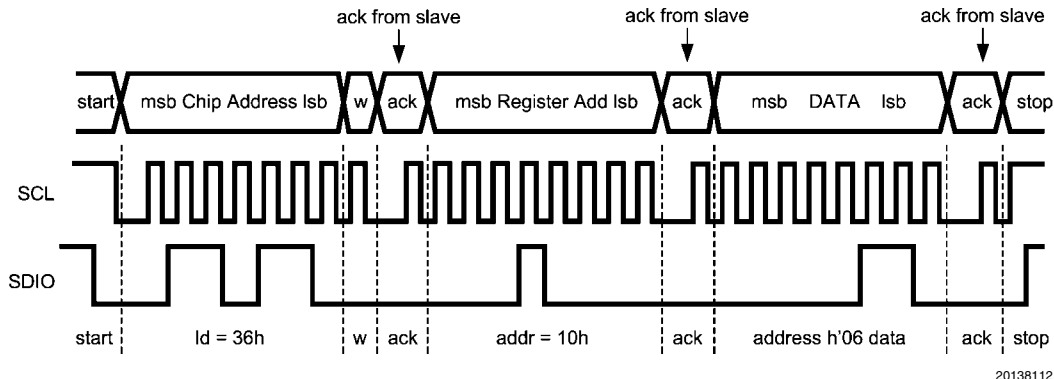 ack from slave ack from slave ack from slave
start msb Chip Address lsb w ack msb Register Add lsb ack msb DATA lsb ack stop
SCL
SDIO
start Id = 36h w ack addr = 10h ack address h'06 data ack stop
20138112